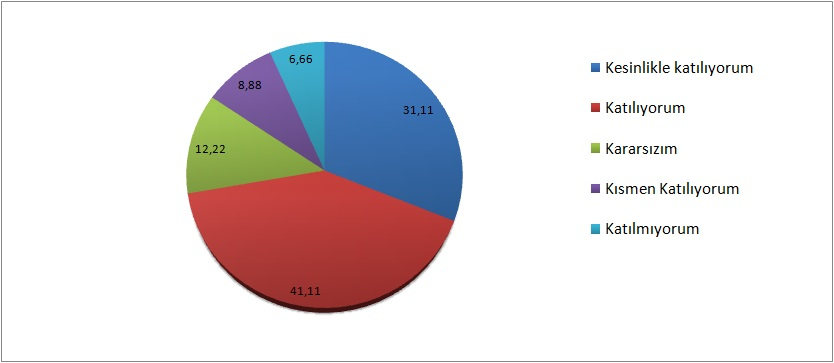 6,66
8,88
31,11
12,22
41,11
Kesinlikle katılıyorum
Katılıyorum
Kararsızım
Kısmen Katılıyorum
Katılmıyorum